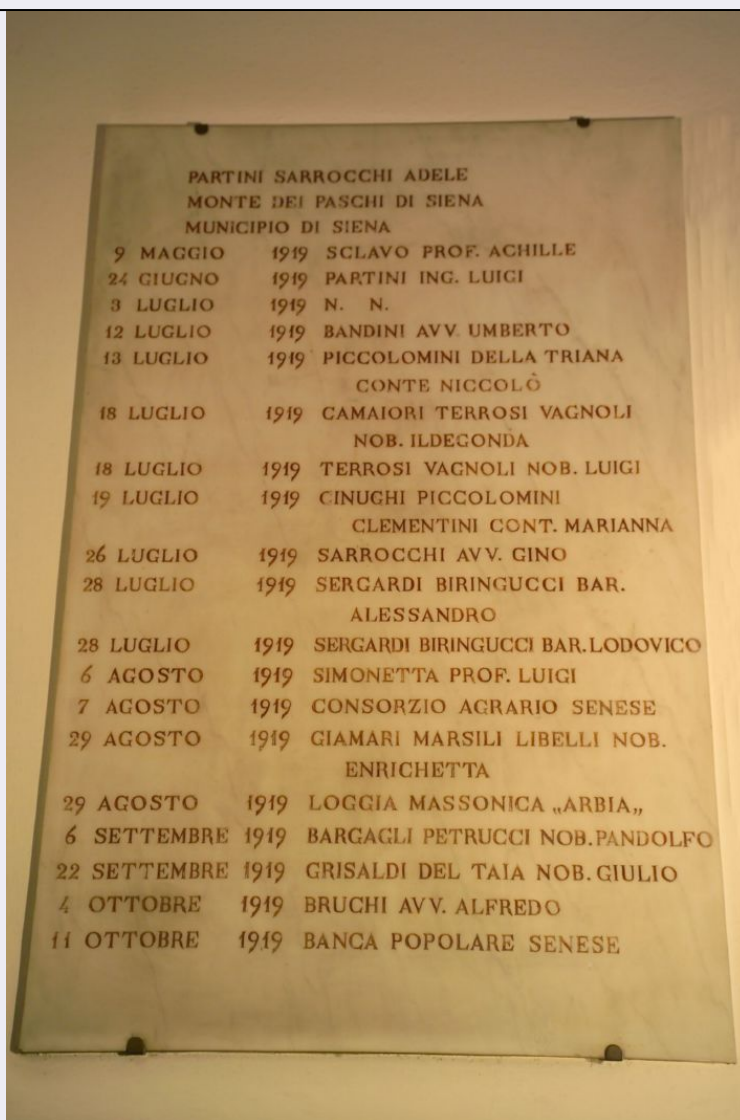 PARTINI SARROCCHI ADELE
MONTE DEI PASCHI DI SIENA
MUNICIPIO DI SIENA
9 MAGGIO 1919 SCLAVO PROF. ACHILLE
24 GIUGNO 1919 PARTINI ING. LUIGI
3 LUGLIO 1919 N. N.
12 LUGLIO 1919 BANDINI AVV. UMBERTO
13 LUGLIO 1919 PICCOLOMINI DELLA TRIANA
CONTE NICCOLÒ
18 LUGLIO 1919 CAMAIORI TERROSI VAGNOLI
NOB. ILDEGONDA
18 LUGLIO 1919 TERROSI VAGNOLI NOB. LUIGI
19 LUGLIO 1919 CINUGHI PICCOLOMINI
CLEMENTINI CONT. MARIANNA
26 LUGLIO 1919 SARROCCHI AVV. GINO
28 LUGLIO 1919 SERGARDI BIRINGUCCI BAR.
ALESSANDRO
28 LUGLIO 1919 SERGARDI BIRINGUCCI BAR. LODOVICO
6 AGOSTO 1919 SIMONETTA PROF. LUIGI
7 AGOSTO 1919 CONSORZIO AGRARIO SENESE
29 AGOSTO 1919 GIAMARI MARSILI LIBELLI NOB.
ENRICHETTA
29 AGOSTO 1919 LOGGIA MASSONICA „ARBIA„
6 SETTEMBRE 1919 BARGAGLI PETRUCCI NOB. PANDOLFO
22 SETTEMBRE 1919 GRISALDI DEL TAIA NOB. GIULIO
4 OTTOBRE 1919 BRUCHI AVV. ALFREDO
11 OTTOBRE 1919 BANCA POPOLARE SENESE